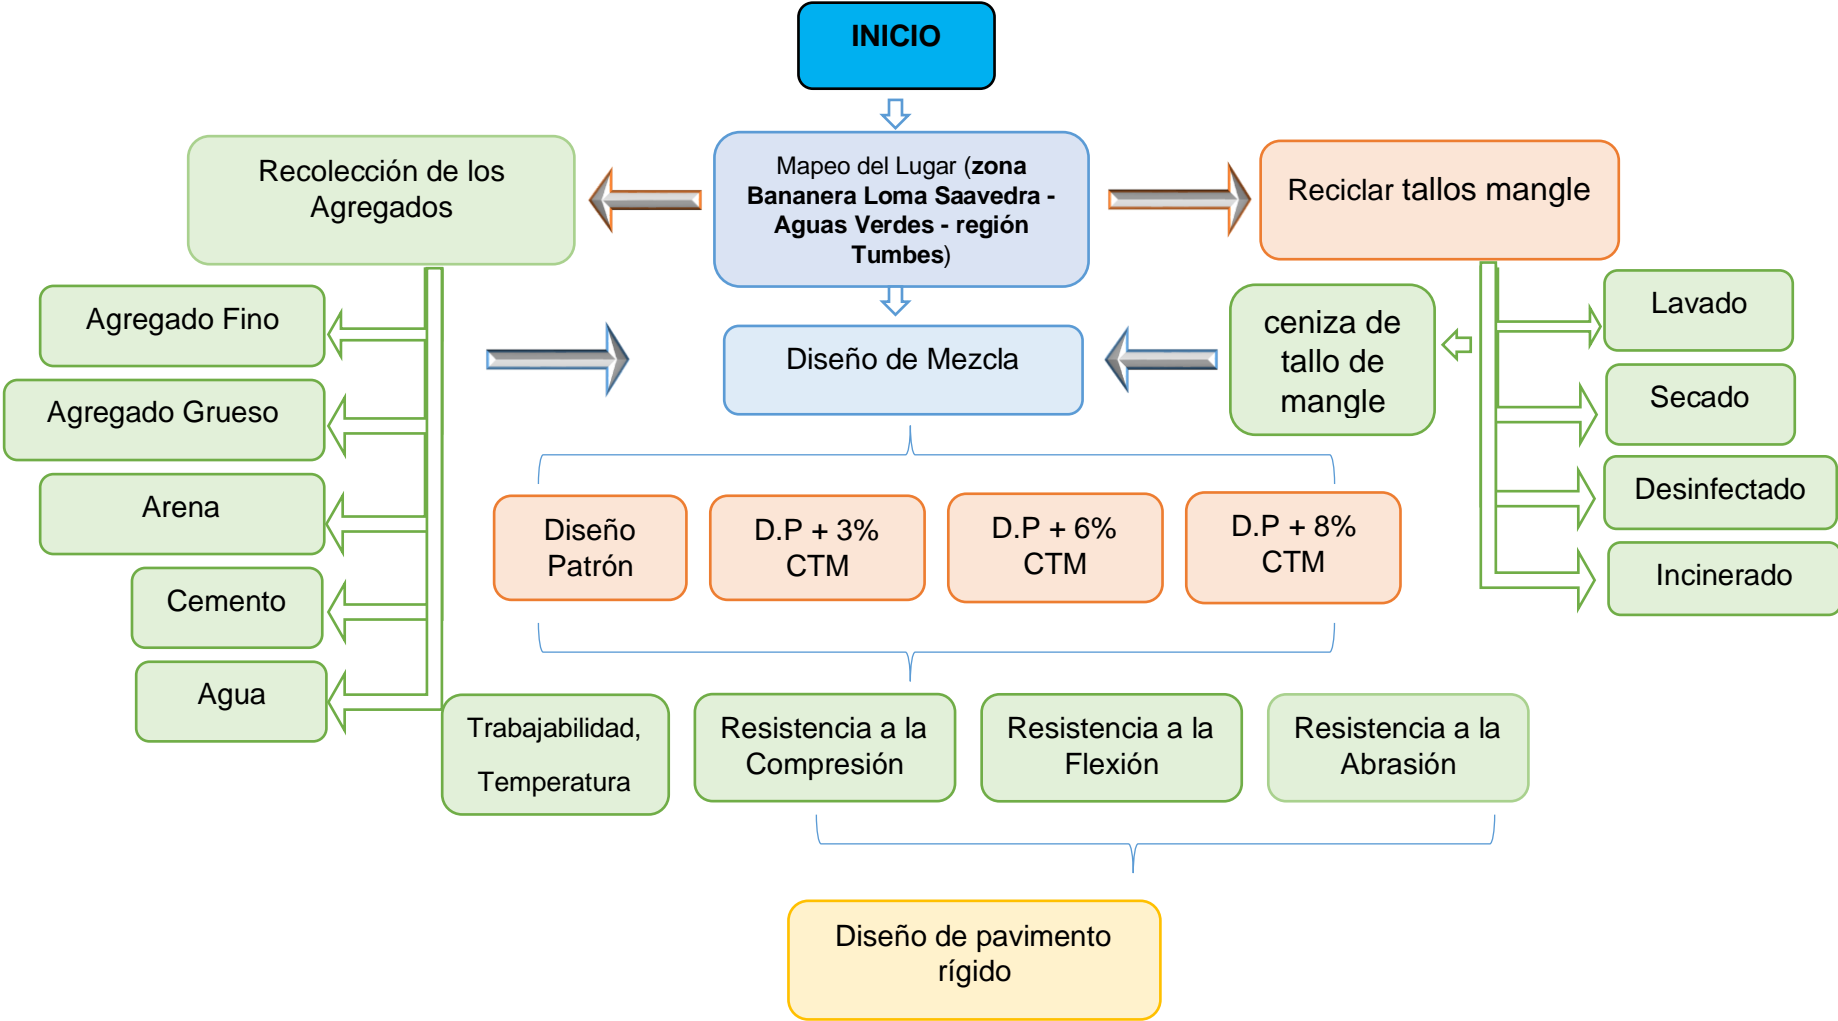 INICIO
Recolección de los
Agregados
Mapeo del Lugar (zona
Bananera Loma Saavedra -
Aguas Verdes - región
Tumbes)
Reciclar tallos mangle
Agregado Fino
Agregado Grueso
Arena
Cemento
Agua
Diseño de Mezcla
ceniza de
tallo de
mangle
Lavado
Secado
Desinfectado
Incinerado
Diseño
Patrón
D.P + 3%
CTM
D.P + 6%
CTM
D.P + 8%
CTM
Trabajabilidad,
Temperatura
Resistencia a la
Compresión
Resistencia a la
Flexión
Resistencia a la
Abrasión
Diseño de pavimento
rígido